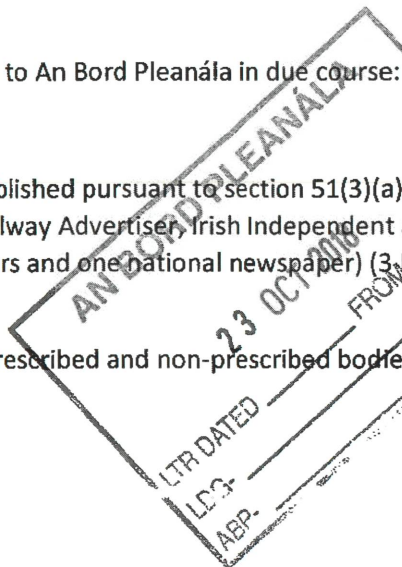 to An Bord Pleanála in due course:
blished pursuant to section 51(3)(a)
lway Advertiser, Irish Independent
rs and one national newspaper) (3
rescribed and non-prescribed bodie
AN BORD PLEANÁLA
23 OCT 2018
FROM
LTR DATED
LDG-
ABP-